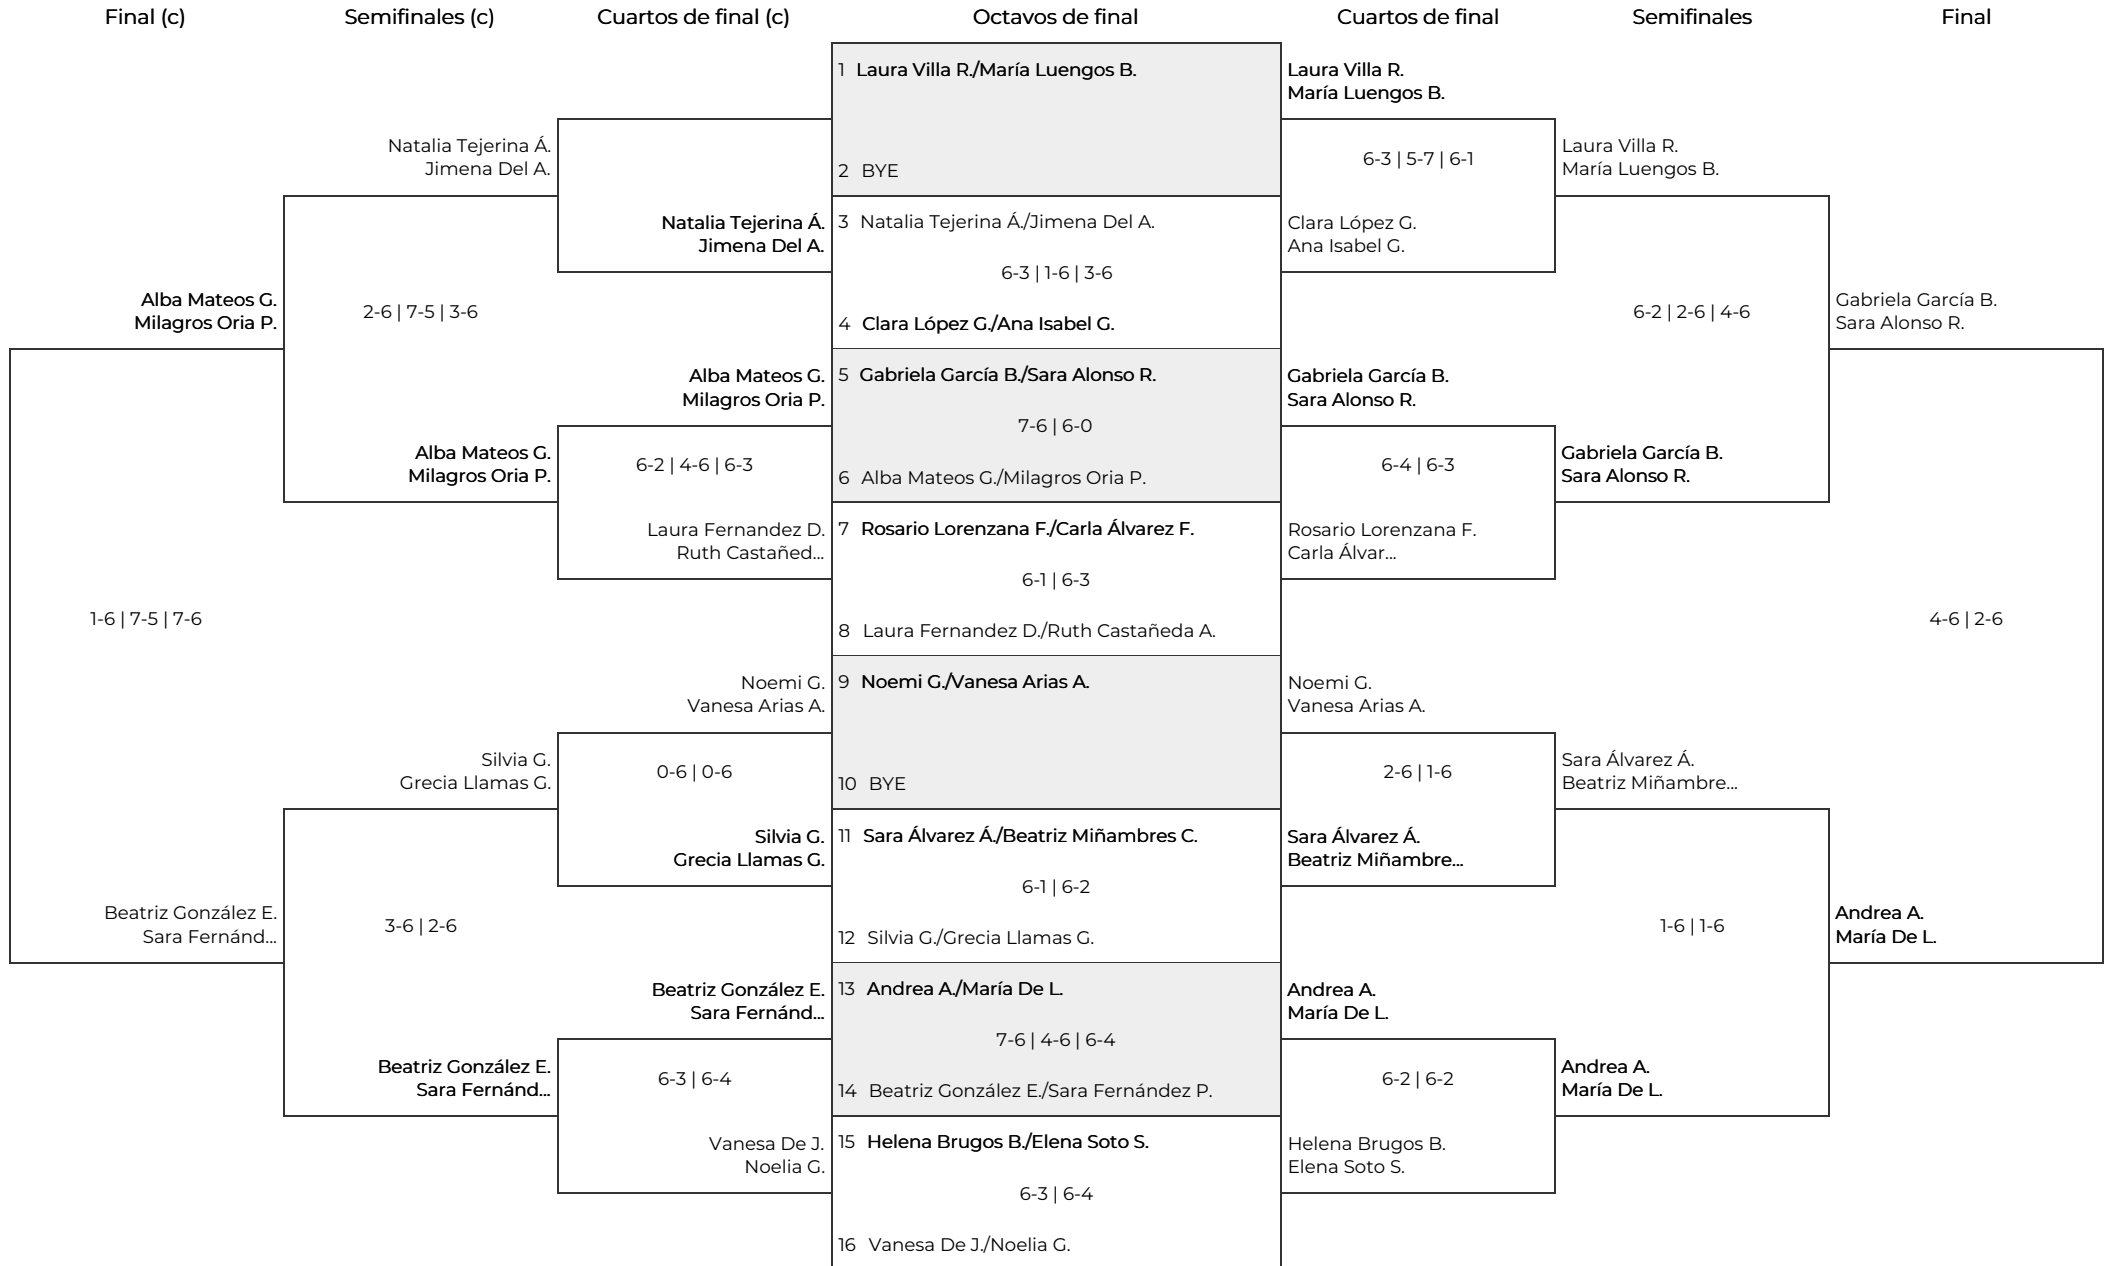 Final (c)
Semifinales (c)
Cuartos de final (c)
Octavos de final
Cuartos de final
Semifinales
Final
Alba Mateos G.
Milagros Oria P.
1-6 | 7-5 | 7-6
Beatriz González E.
Sara Fernánd...
Natalia Tejerina Á.
Jimena Del A.
2-6 | 7-5 | 3-6
Alba Mateos G.
Milagros Oria P.
Silvia G.
Grecia Llamas G.
3-6 | 2-6
Beatriz González E.
Sara Fernánd...
Natalia Tejerina Á.
Jimena Del A.
Alba Mateos G.
Milagros Oria P.
6-2 | 4-6 | 6-3
Laura Fernandez D.
Ruth Castañed...
Noemi G.
Vanesa Arias A.
0-6 | 0-6
Silvia G.
Grecia Llamas G.
Beatriz González E.
Sara Fernánd...
6-3 | 6-4
Vanesa De J.
Noelia G.
1 Laura Villa R./María Luengos B.
2 BYE
3 Natalia Tejerina Á./Jimena Del A.
6-3 | 1-6 | 3-6
4 Clara López G./Ana Isabel G.
5 Gabriela García B./Sara Alonso R.
7-6 | 6-0
6 Alba Mateos G./Milagros Oria P.
7 Rosario Lorenzana F./Carla Álvarez F.
6-1 | 6-3
8 Laura Fernandez D./Ruth Castañeda A.
9 Noemi G./Vanesa Arias A.
10 BYE
11 Sara Álvarez Á./Beatriz Miñambres C.
6-1 | 6-2
12 Silvia G./Grecia Llamas G.
13 Andrea A./María De L.
7-6 | 4-6 | 6-4
14 Beatriz González E./Sara Fernández P.
15 Helena Brugos B./Elena Soto S.
6-3 | 6-4
16 Vanesa De J./Noelia G.
Laura Villa R.
María Luengos B.
6-3 | 5-7 | 6-1
Clara López G.
Ana Isabel G.
Gabriela García B.
Sara Alonso R.
6-4 | 6-3
Rosario Lorenzana F.
Carla Álvar...
Noemi G.
Vanesa Arias A.
2-6 | 1-6
Sara Álvarez Á.
Beatriz Miñambre...
Andrea A.
María De L.
6-2 | 6-2
Helena Brugos B.
Elena Soto S.
Laura Villa R.
María Luengos B.
6-2 | 2-6 | 4-6
Gabriela García B.
Sara Alonso R.
Sara Álvarez Á.
Beatriz Miñambre...
1-6 | 1-6
Andrea A.
María De L.
Gabriela García B.
Sara Alonso R.
4-6 | 2-6
Andrea A.
María De L.